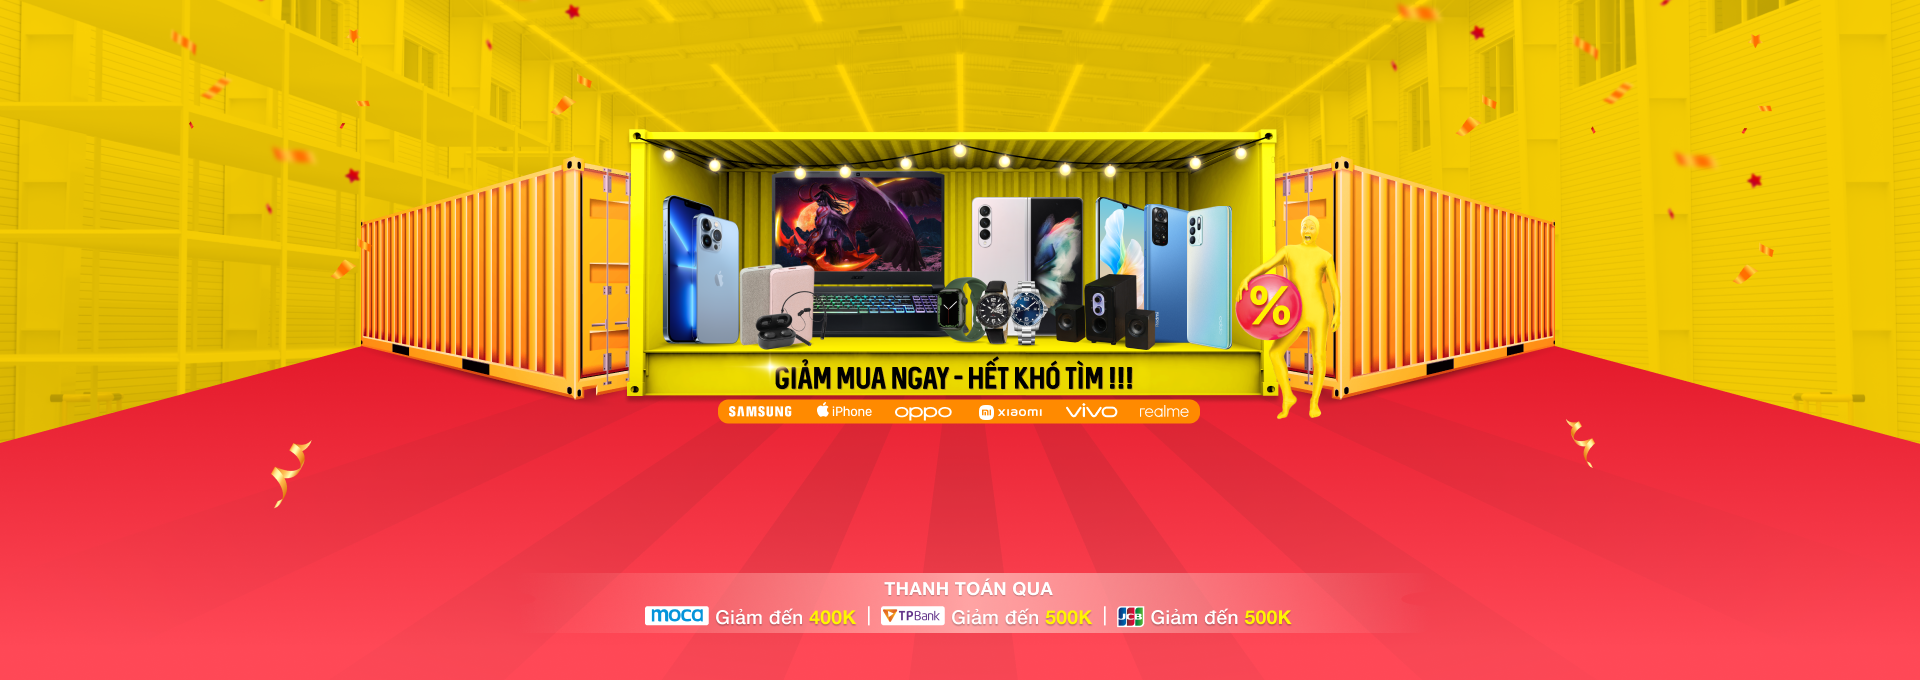 GIẢM MUA NGAY - HẾT KHÓ TÌM !!!
SAMSUNG iPhone oppo mi xiaomi vivo realme
%
THANH TOÁN QUA
moca Giảm đến 400K | TPBank Giảm đến 500K | JCB Giảm đến 500K